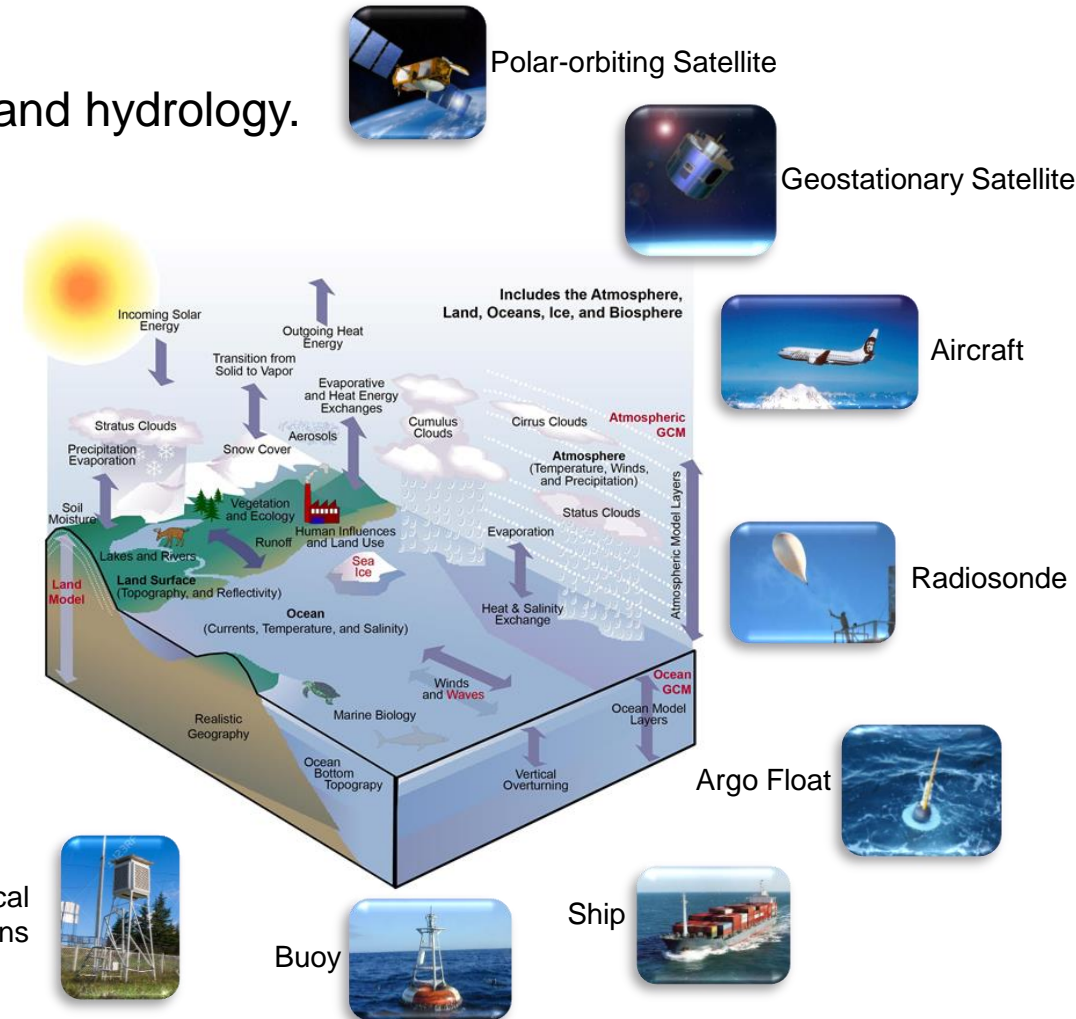 Polar-orbiting Satellite
and hydrology.
Geostationary Satellite
Includes the Atmosphere,
Land, Oceans, Ice, and Biosphere
Incoming Solar
Energy
Outgoing Heat
Energy
Transition from
Solid to Vapor
Evaporative
and Heat Energy
Exchanges
Aircraft
Stratus Clouds
Cumulus
Clouds
Cirrus Clouds
Atmospheric
GCM
Precipitation
Evaporation
Snow Cover
Aerosols
Atmosphere
(Temperature, Winds,
and Precipitation)
Atmospheric Model Layers
Soil
Moisture
Vegetation
and Ecology
Status Clouds
Human Influences
and Land Use
Runoff
Evaporation
Lakes and Rivers
Sea
Ice
Radiosonde
Land
Model
Land Surface
(Topography, and Reflectivity)
Heat & Salinity
Exchange
Ocean
(Currents, Temperature, and Salinity)
Ocean
GCM
Winds
and Waves
Ocean Model
Layers
Marine Biology
Realistic
Geography
Ocean
Bottom
Topograpy
Vertical
Overturning
Argo Float
cal
ns
Buoy
Ship